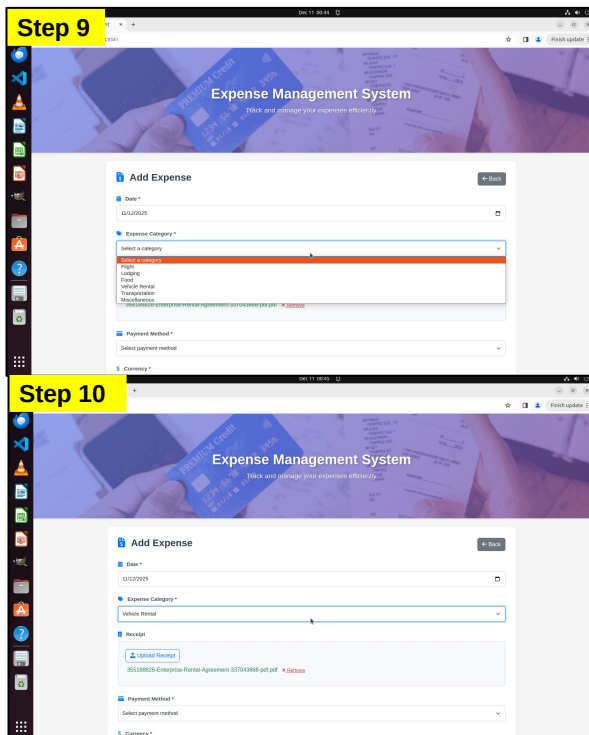 Step 9
Dec 11 00:44
Finish update
Expense Management System
Track and manage your expenses efficiently
Add Expense
← Back
Date *
11/12/2025
Expense Category *
Select a category
Select a category
Flight
Lodging
Food
Vehicle Rental
Transportation
Miscellaneous
355188826-Enterprise-Rental-Agreement-337043868-pdf.pdf × Remove
Payment Method *
Select payment method
$ Currency *
Step 10
Dec 11 00:45
Finish update
Expense Management System
Track and manage your expenses efficiently
Add Expense
← Back
Date *
11/12/2025
Expense Category *
Vehicle Rental
Receipt
Upload Receipt
355188826-Enterprise-Rental-Agreement-337043868-pdf.pdf × Remove
Payment Method *
Select payment method
$ Currency *